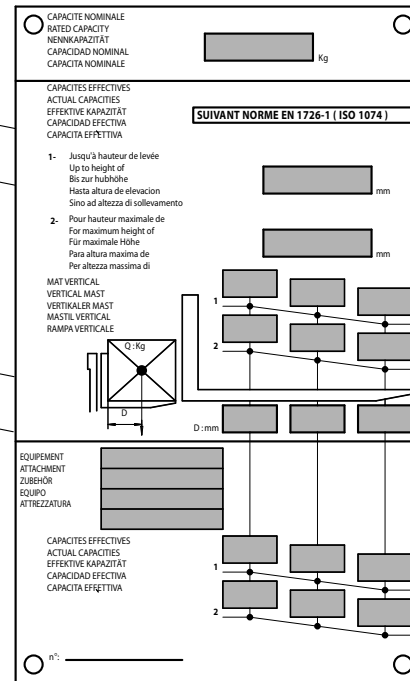 CAPACITE NOMINALE
RATED CAPACITY
NENNKAPAZITÄT
CAPACIDAD NOMINAL
CAPACITA NOMINALE
Kg
CAPACITES EFFECTIVES
ACTUAL CAPACITIES
EFFEKTIVE KAPAZITÄT
CAPACIDAD EFECTIVA
CAPACITA EFFETTIVA
SUIVANT NORME EN 1726-1 ( ISO 1074 )
1- Jusqu'à hauteur de levée
Up to height of
Bis zur hubhöhe
Hasta altura de elevacion
Sino ad altezza di sollevamento
mm
2- Pour hauteur maximale de
For maximum height of
Für maximale Höhe
Para altura maxima de
Per altezza massima di
mm
MAT VERTICAL
VERTICAL MAST
VERTIKALER MAST
MASTIL VERTICAL
RAMPA VERTICALE
1
2
Q : Kg
D
D : mm
EQUIPEMENT
ATTACHMENT
ZUBEHÖR
EQUIPO
ATTREZZATURA
CAPACITES EFFECTIVES
ACTUAL CAPACITIES
EFFEKTIVE KAPAZITÄT
CAPACIDAD EFECTIVA
CAPACITA EFFETTIVA
1
2
n°: